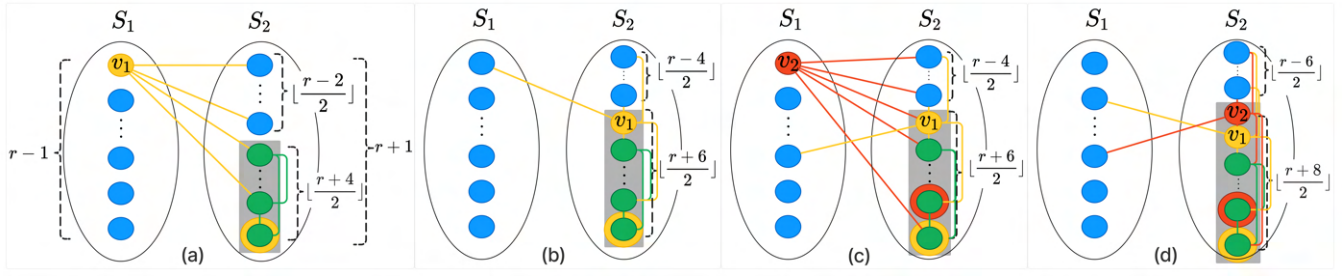 S₁ S₂
v₁
⌊(r−2)/2⌋
r−1
r+1
⌊(r+4)/2⌋
(a)
S₁ S₂
⌊(r−4)/2⌋
v₁
⌊(r+6)/2⌋
(b)
S₁ S₂
v₂
⌊(r−4)/2⌋
v₁
⌊(r+6)/2⌋
(c)
S₁ S₂
⌊(r−6)/2⌋
v₂
v₁
⌊(r+8)/2⌋
(d)